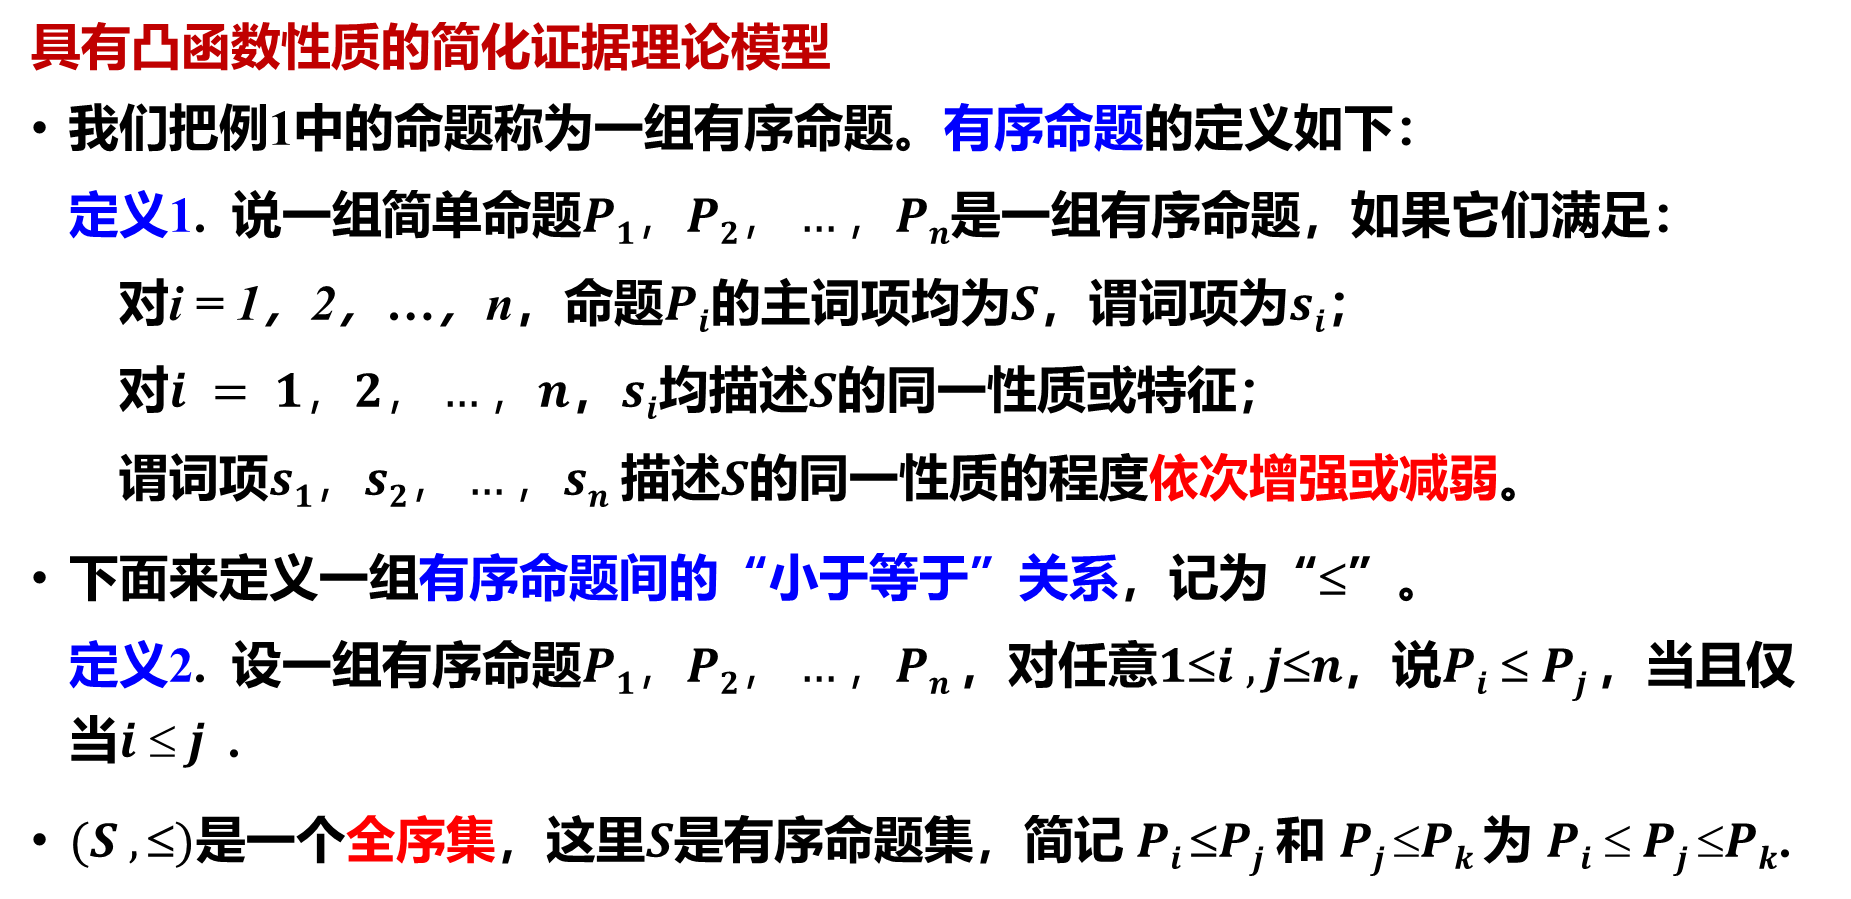 具有凸函数性质的简化证据理论模型
• 我们把例1中的命题称为一组有序命题。有序命题的定义如下：
定义1. 说一组简单命题P₁，P₂，…，Pₙ是一组有序命题，如果它们满足：
对i = 1，2，…，n，命题Pᵢ的主词项均为S，谓词项为sᵢ；
对i = 1，2，…，n，sᵢ均描述S的同一性质或特征；
谓词项s₁，s₂，…，sₙ 描述S的同一性质的程度依次增强或减弱。
• 下面来定义一组有序命题间的“小于等于”关系，记为“≤”。
定义2. 设一组有序命题P₁，P₂，…，Pₙ，对任意1≤i ,j≤n，说Pᵢ ≤ Pⱼ，当且仅
当i ≤ j .
• (S ,≤)是一个全序集，这里S是有序命题集，简记 Pᵢ ≤Pⱼ 和 Pⱼ ≤Pₖ 为 Pᵢ ≤ Pⱼ ≤Pₖ.